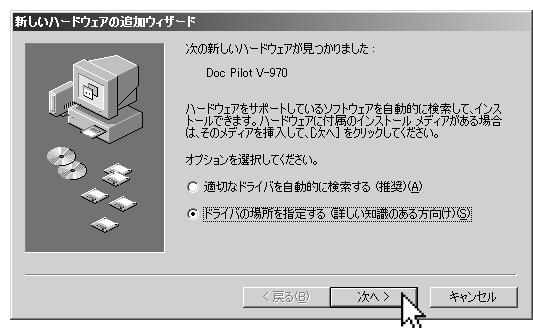 新しいハードウェアの追加ウィザード
次の新しいハードウェアが見つかりました :
Doc Pilot V-970
ハードウェアをサポートしているソフトウェアを自動的に検索して、インス
トールできます。ハードウェアに付属のインストール メディアがある場合
は、そのメディアを挿入して、[次へ] をクリックしてください。
オプションを選択してください。
適切なドライバを自動的に検索する (推奨)(A)
ドライバの場所を指定する (詳しい知識のある方向け)(S)
< 戻る(B) 次へ > キャンセル